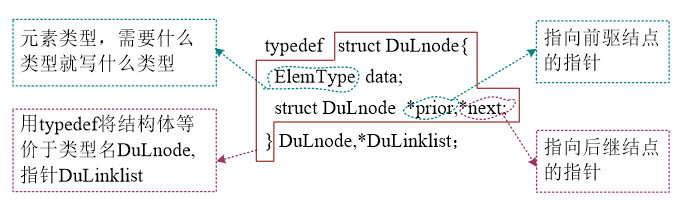 元素类型，需要什么
类型就写什么类型
typedef struct DuLnode{
ElemType data;
struct DuLnode *prior,*next;
} DuLnode,*DuLinklist;
指向前驱结点
的指针
用typedef将结构体等
价于类型名DuLnode,
指针DuLinklist
指向后继结点
的指针